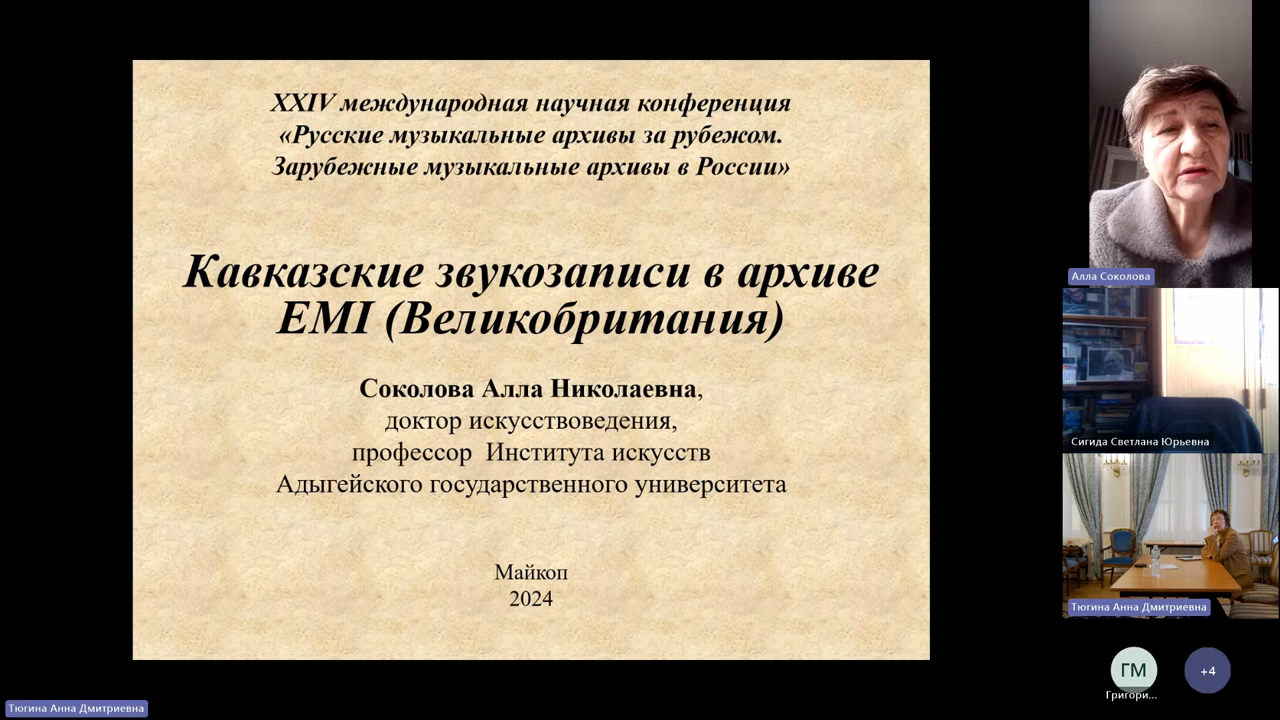 XXIV международная научная конференция
«Русские музыкальные архивы за рубежом.
Зарубежные музыкальные архивы в России»
Кавказские звукозаписи в архиве
EMI (Великобритания)
Соколова Алла Николаевна,
доктор искусствоведения,
профессор Института искусств
Адыгейского государственного университета
Майкоп
2024
Алла Соколова
Сигида Светлана Юрьевна
Тюгина Анна Дмитриевна
ГМ
Григори...
+4
Тюгина Анна Дмитриевна